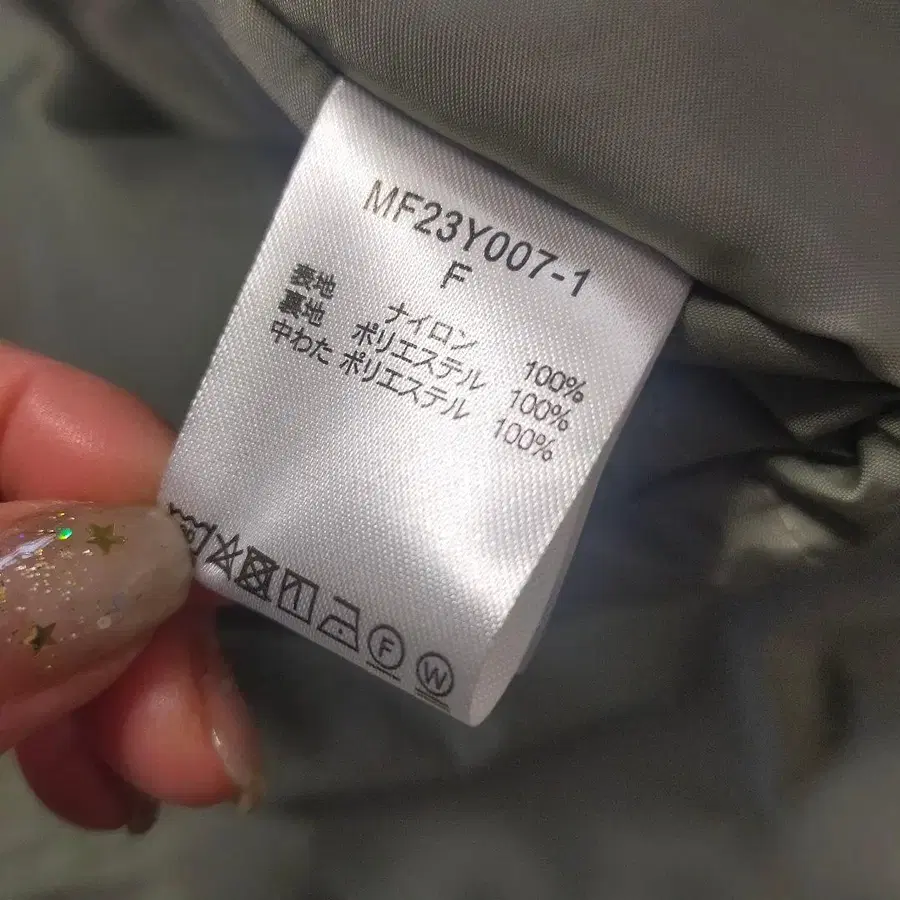 MF23Y007-1
F
表地 ナイロン 100%
裏地 ポリエステル 100%
中わた ポリエステル 100%
F W